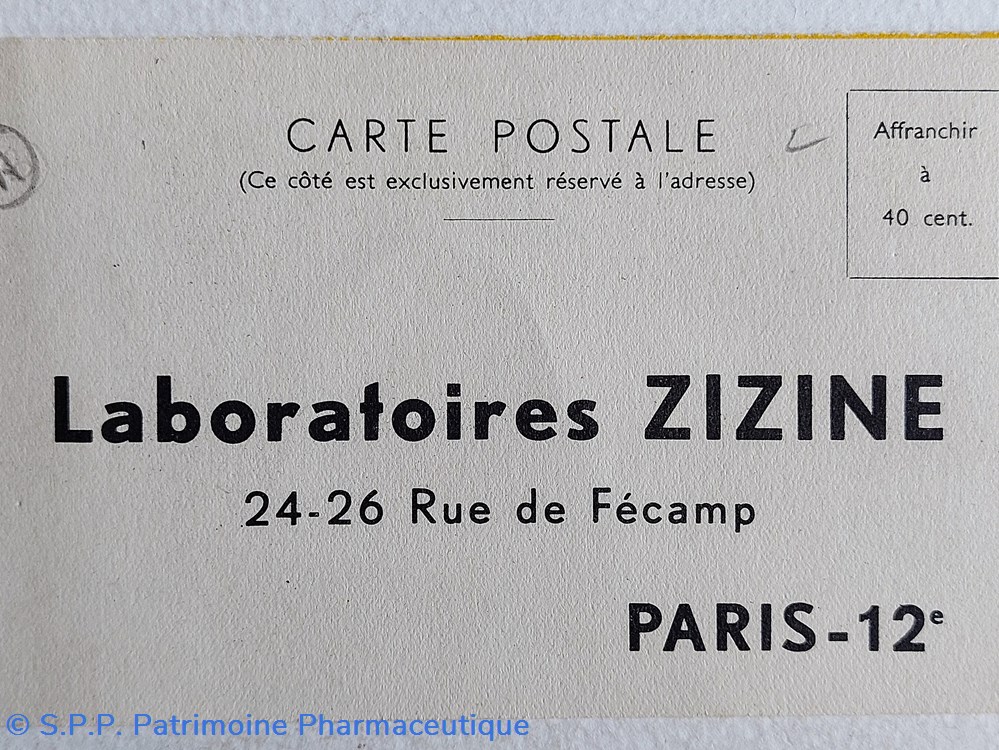 CARTE POSTALE
(Ce côté est exclusivement réservé à l'adresse)
Affranchir
à
40 cent.
Laboratoires ZIZINE
24-26 Rue de Fécamp
PARIS-12e
© S.P.P. Patrimoine Pharmaceutique